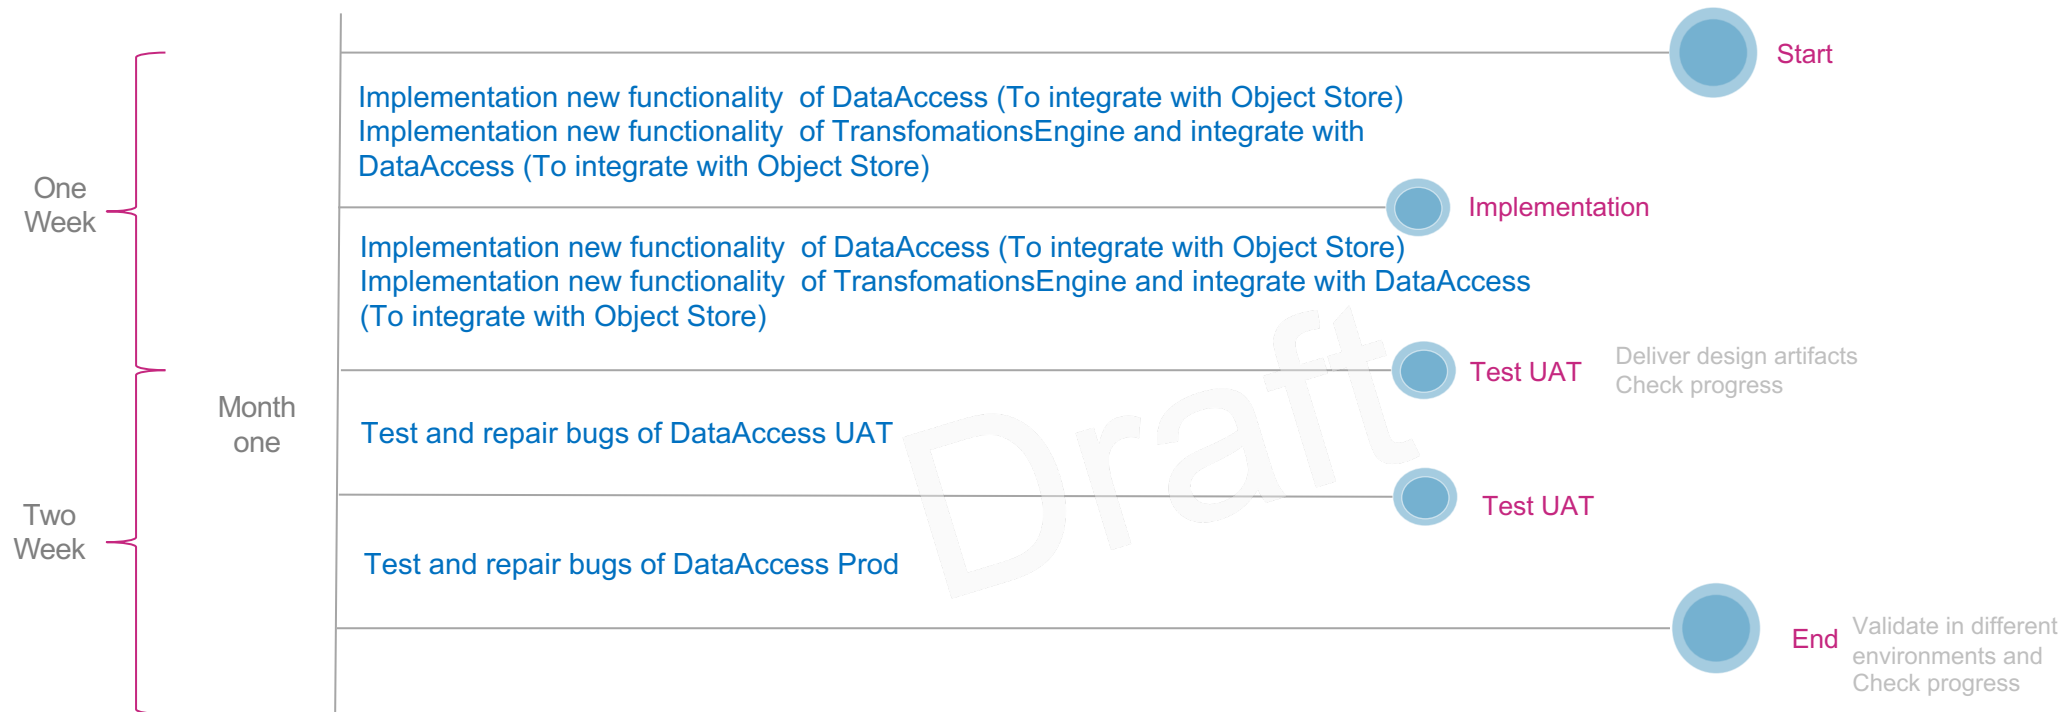 Start
Implementation new functionality  of DataAccess (To integrate with Object Store)
Implementation new functionality  of TransfomationsEngine and integrate with
DataAccess (To integrate with Object Store)
One
Week
Implementation
Implementation new functionality  of DataAccess (To integrate with Object Store)
Implementation new functionality  of TransfomationsEngine and integrate with DataAccess
(To integrate with Object Store)
Test UAT
Deliver design artifacts
Check progress
Month
one
Test and repair bugs of DataAccess UAT
Draft
Test UAT
Two
Week
Test and repair bugs of DataAccess Prod
End
Validate in different
environments and
Check progress